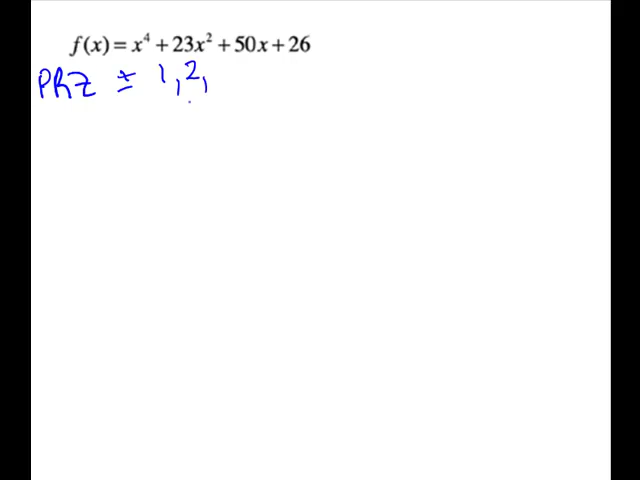 f(x) = x⁴ + 23x² + 50x + 26
PRZ ± 1, 2,